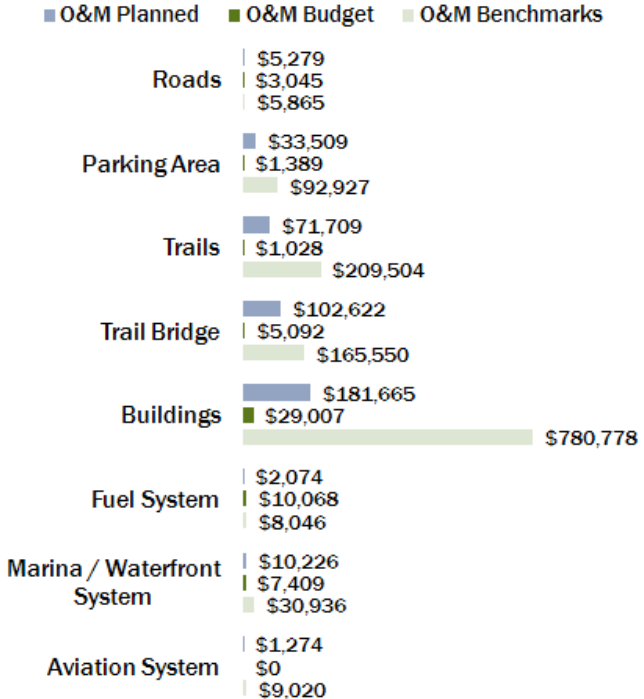 O&M Planned O&M Budget O&M Benchmarks
Roads
$5,279
$3,045
$5,865
Parking Area
$33,509
$1,389
$92,927
Trails
$71,709
$1,028
$209,504
Trail Bridge
$102,622
$5,092
$165,550
Buildings
$181,665
$29,007
$780,778
Fuel System
$2,074
$10,068
$8,046
Marina / Waterfront
System
$10,226
$7,409
$30,936
Aviation System
$1,274
$0
$9,020